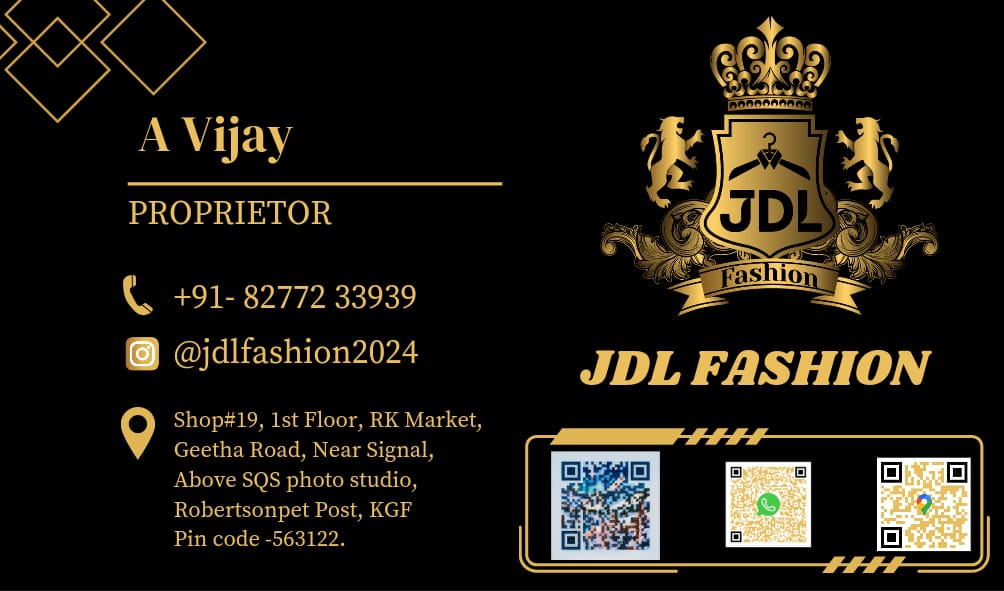 A Vijay
PROPRIETOR
+91- 82772 33939
@jdlfashion2024
Shop#19, 1st Floor, RK Market,
Geetha Road, Near Signal,
Above SQS photo studio,
Robertsonpet Post, KGF
Pin code -563122.
JDL
Fashion
JDL FASHION